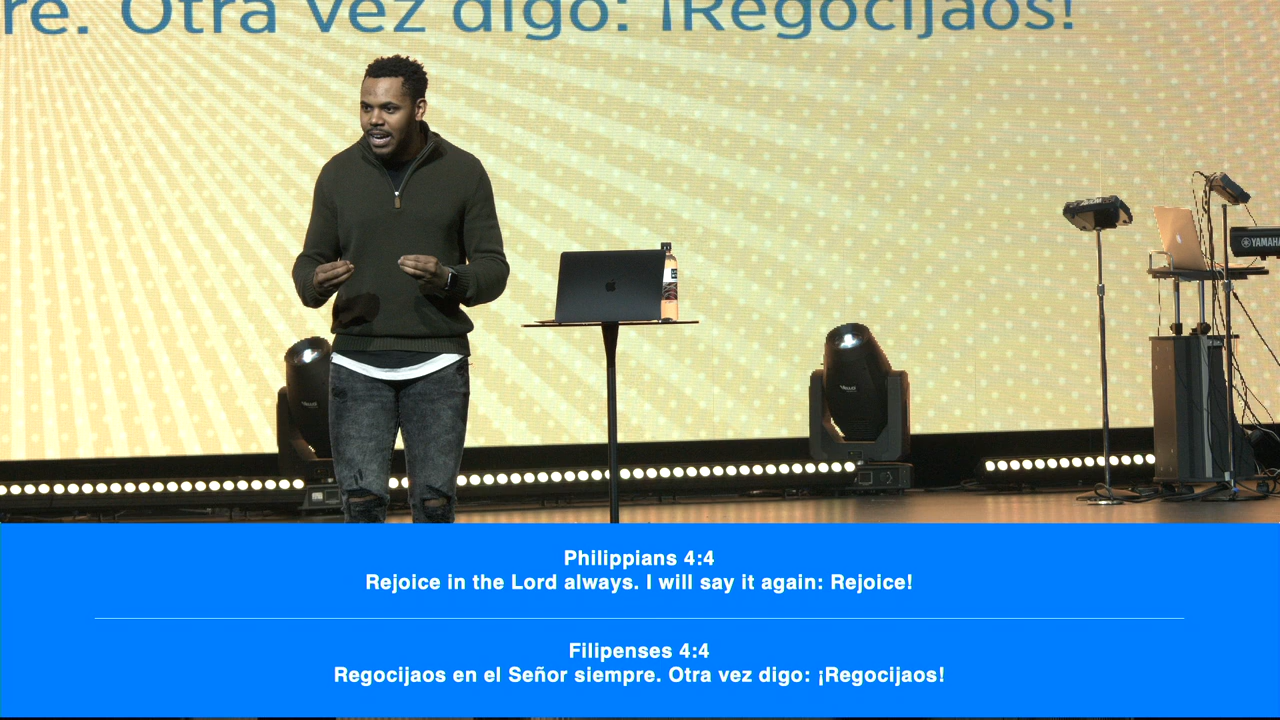 re. Otra vez digo: ¡Regocijaos!
YAMAHA
Philippians 4:4
Rejoice in the Lord always. I will say it again: Rejoice!
Filipenses 4:4
Regocijaos en el Señor siempre. Otra vez digo: ¡Regocijaos!